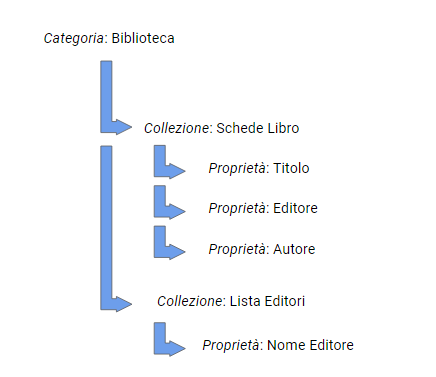 Categoria: Biblioteca
Collezione: Schede Libro
Proprietà: Titolo
Proprietà: Editore
Proprietà: Autore
Collezione: Lista Editori
Proprietà: Nome Editore